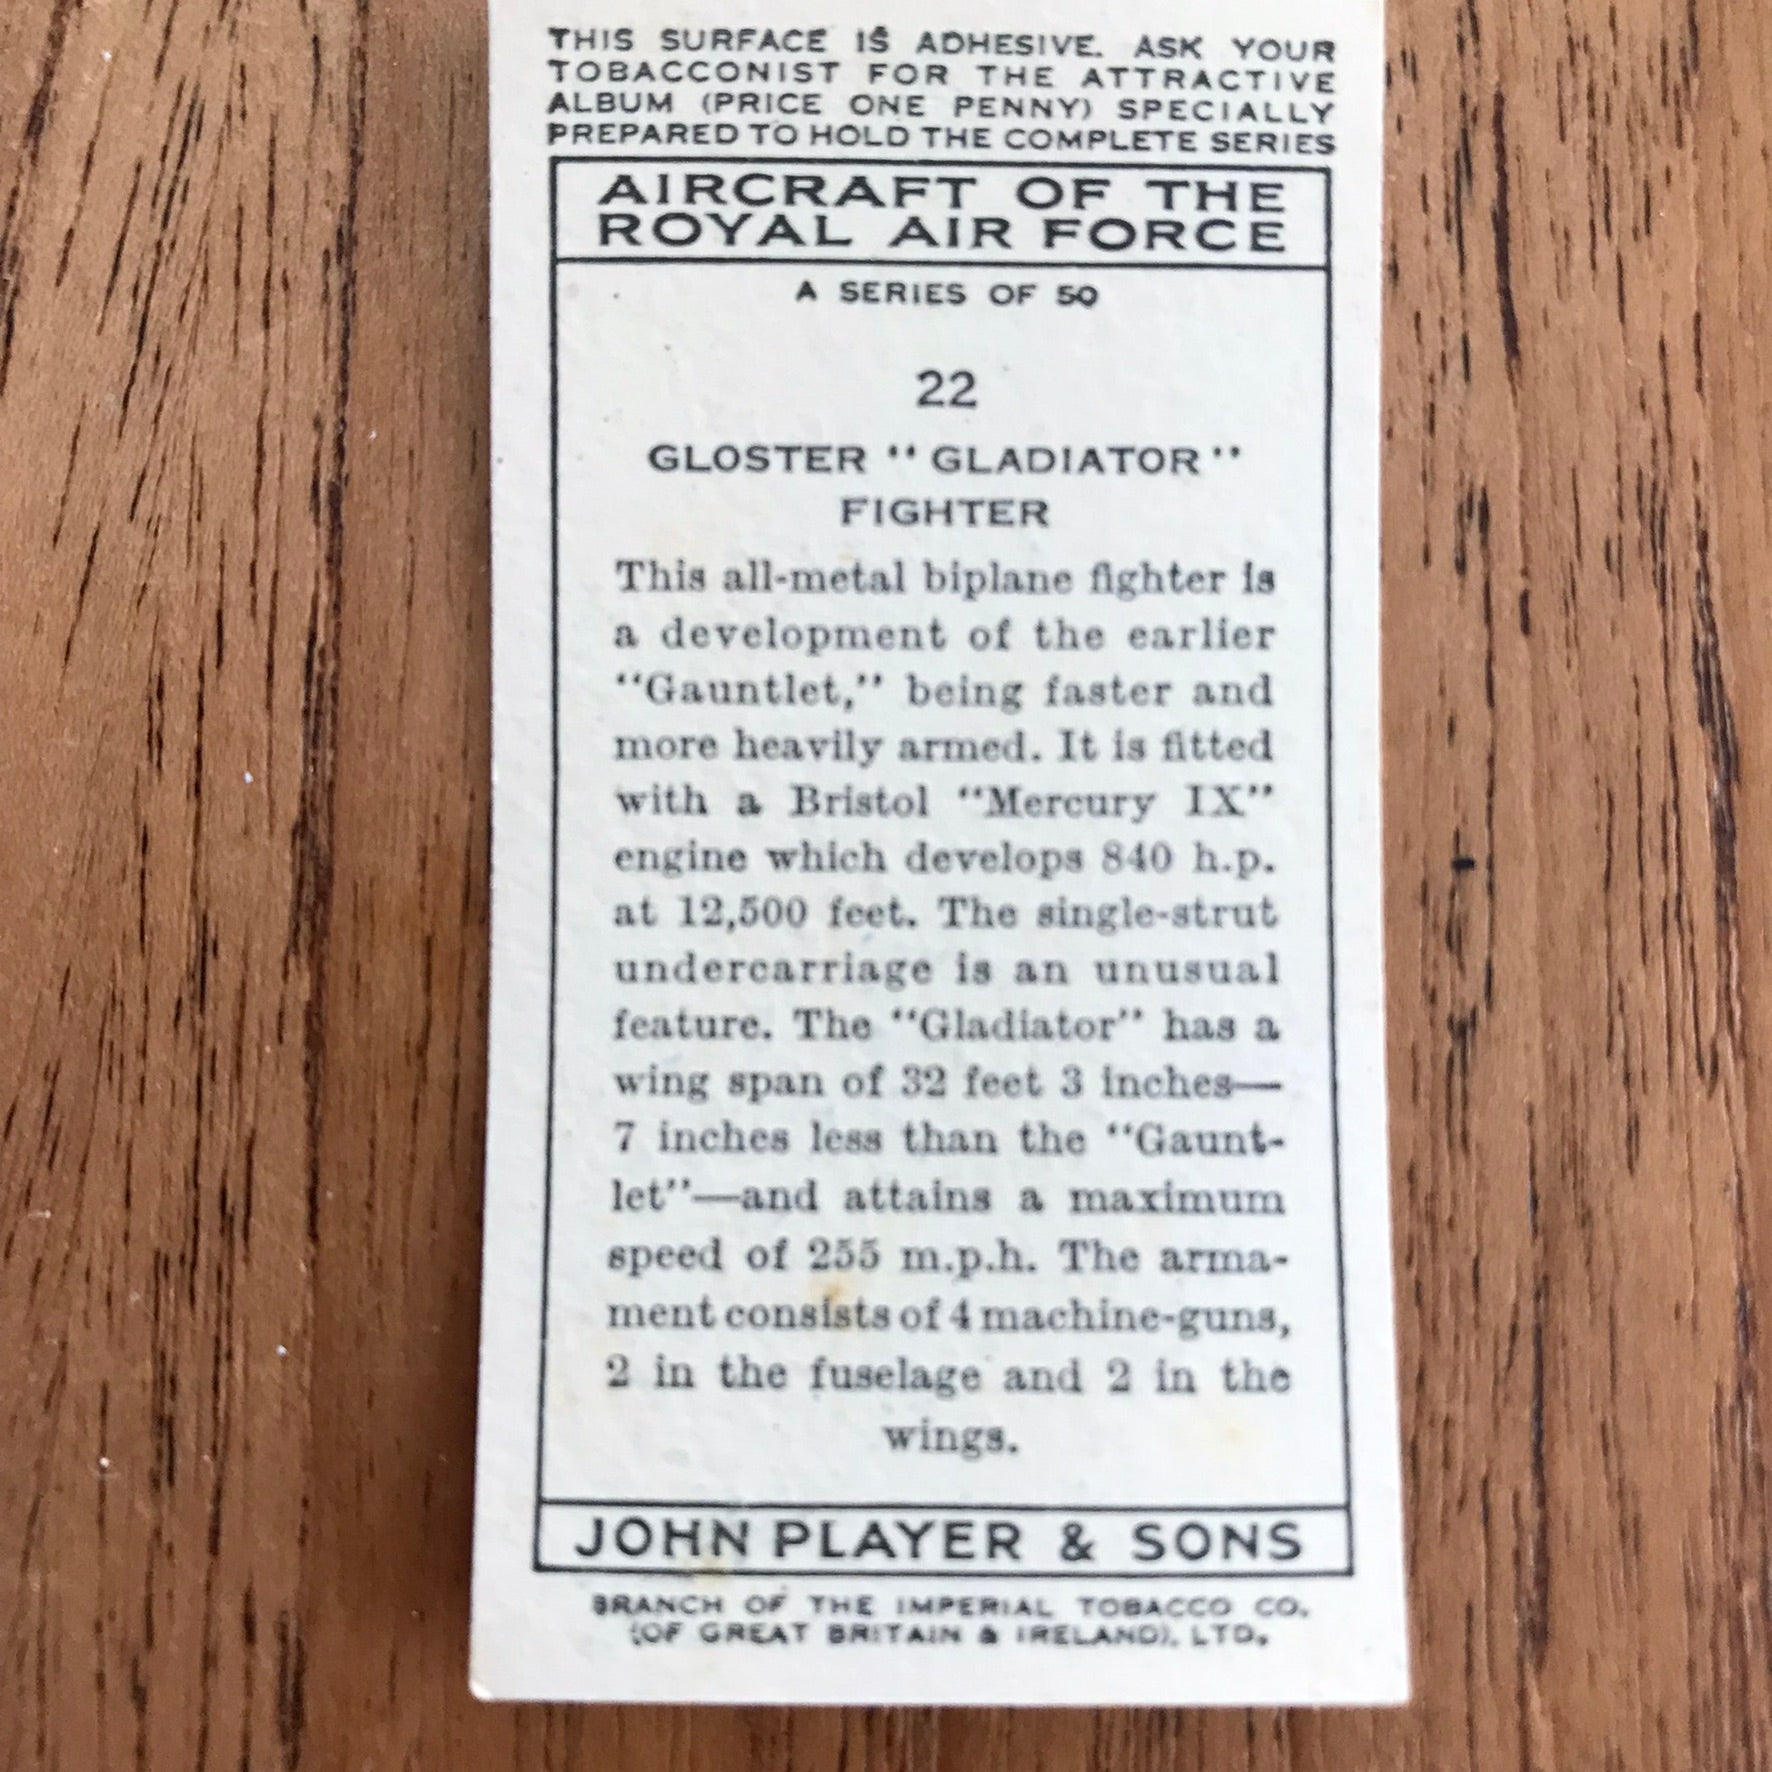 THIS SURFACE IS ADHESIVE. ASK YOUR
TOBACCONIST FOR THE ATTRACTIVE
ALBUM (PRICE ONE PENNY) SPECIALLY
PREPARED TO HOLD THE COMPLETE SERIES
AIRCRAFT OF THE
ROYAL AIR FORCE
A SERIES OF 50
22
GLOSTER "GLADIATOR"
FIGHTER
This all-metal biplane fighter is
a development of the earlier
"Gauntlet," being faster and
more heavily armed. It is fitted
with a Bristol "Mercury IX"
engine which develops 840 h.p.
at 12,500 feet. The single-strut
undercarriage is an unusual
feature. The "Gladiator" has a
wing span of 32 feet 3 inches—
7 inches less than the "Gaunt-
let"—and attains a maximum
speed of 255 m.p.h. The arma-
ment consists of 4 machine-guns,
2 in the fuselage and 2 in the
wings.
JOHN PLAYER & SONS
BRANCH OF THE IMPERIAL TOBACCO CO.
(OF GREAT BRITAIN & IRELAND), LTD.